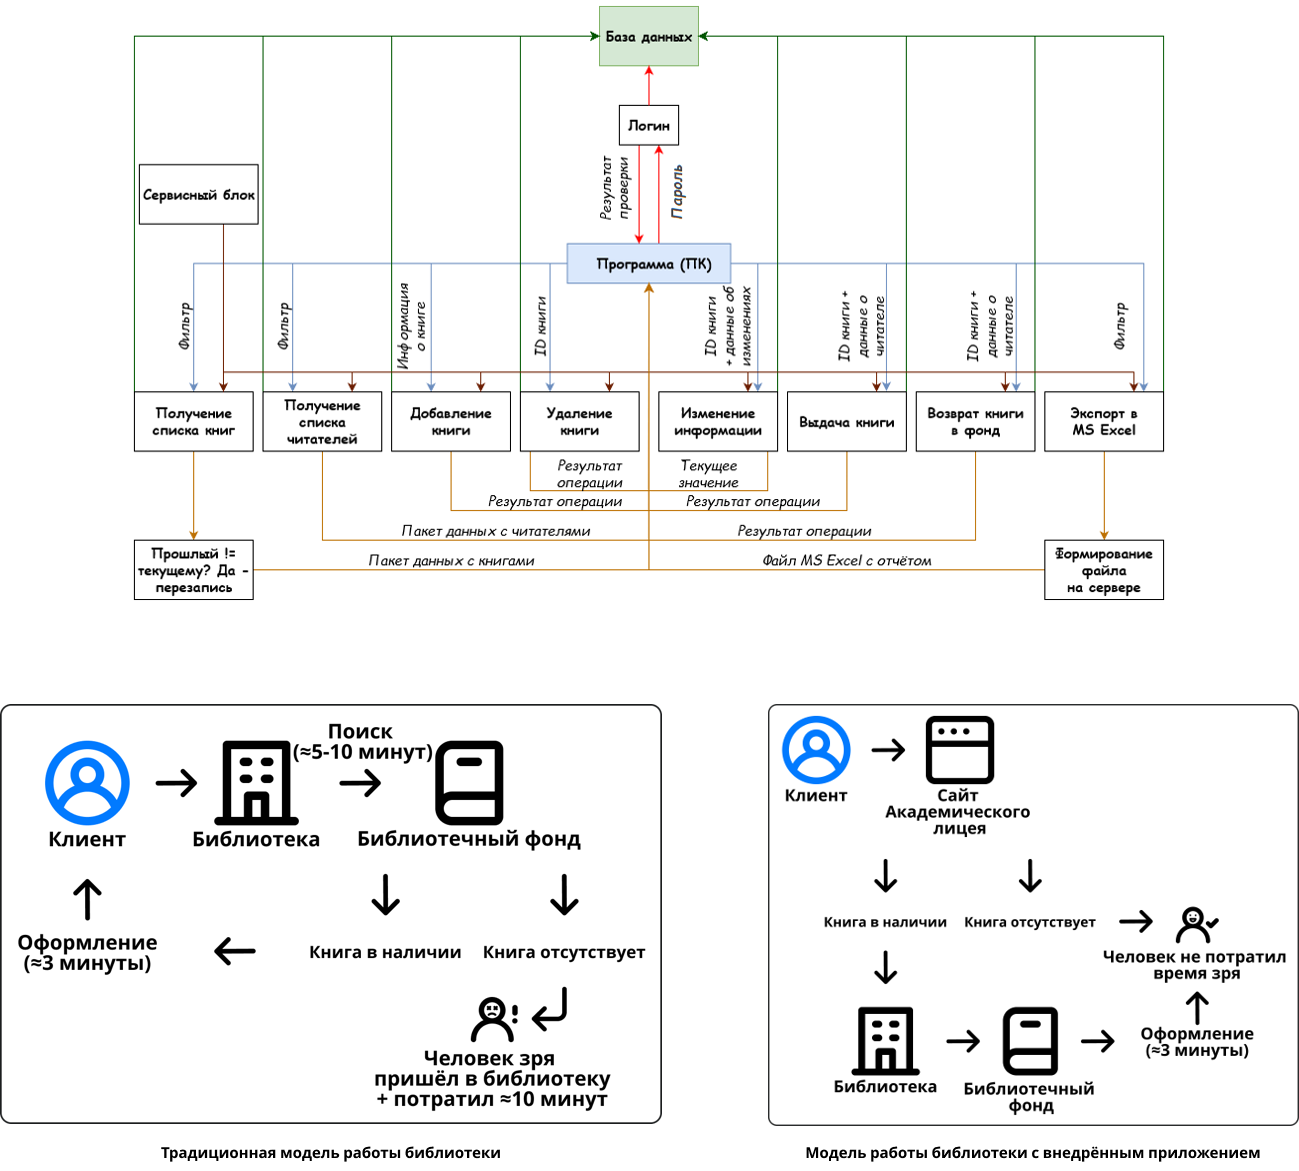 База данных
Логин
Результат
проверки
Пароль
Сервисный блок
Программа (ПК)
Фильтр
Фильтр
Информация
о книге
ID книги
ID книги
+ данные об
изменениях
ID книги +
данные о
читателе
ID книги +
данные о
читателе
Фильтр
Получение
списка книг
Получение
списка
читателей
Добавление
книги
Удаление
книги
Изменение
информации
Выдача книги
Возврат книги
в фонд
Экспорт в
MS Excel
Результат
операции
Текущее
значение
Результат операции
Результат операции
Пакет данных с читателями
Результат операции
Пакет данных с книгами
Файл MS Excel с отчётом
Прошлый !=
текущему? Да -
перезапись
Формирование
файла
на сервере
Поиск
(≈5-10 минут)
Клиент
Библиотека
Библиотечный фонд
Оформление
(≈3 минуты)
Книга в наличии
Книга отсутствует
Человек зря
пришёл в библиотеку
+ потратил ≈10 минут
Традиционная модель работы библиотеки
Клиент
Сайт
Академического
лицея
Книга в наличии
Книга отсутствует
Человек не потратил
время зря
Оформление
(≈3 минуты)
Библиотека
Библиотечный
фонд
Модель работы библиотеки с внедрённым приложением